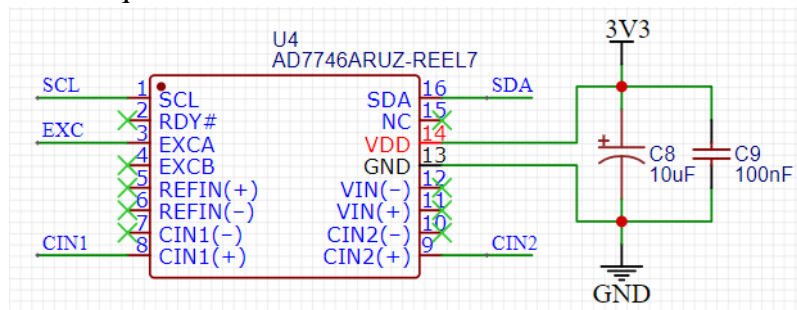 3V3
U4
AD7746ARUZ-REEL7
SCL 1 SCL SDA 16 SDA
2 RDY# NC 15
EXC 3 EXCA VDD 14
4 EXCB GND 13
5 REFIN(+) VIN(-) 12
6 REFIN(-) VIN(+) 11
7 CIN1(-) CIN2(-) 10
CIN1 8 CIN1(+) CIN2(+) 9 CIN2
+
C8
10uF
C9
100nF
GND